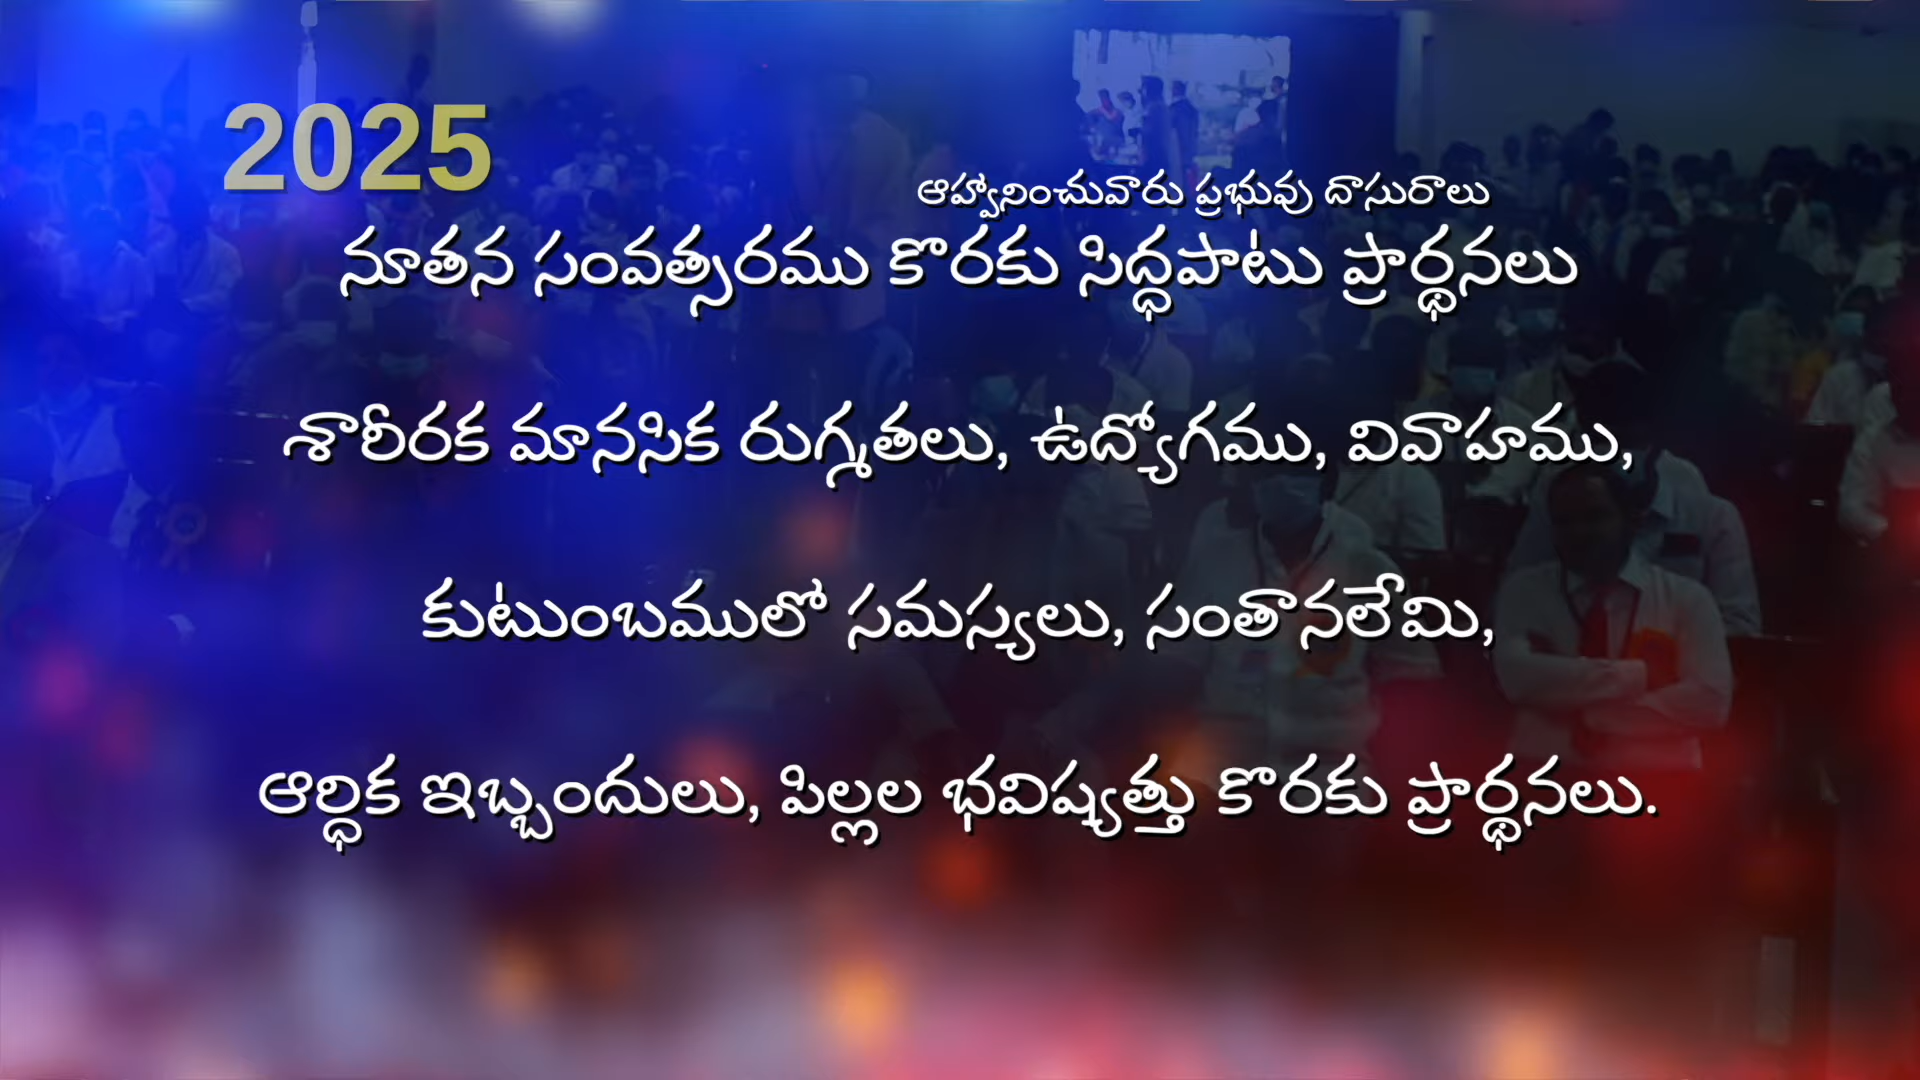 2025
ఆహ్వానించువారు ప్రభువు దాసురాలు
నూతన సంవత్సరము కొరకు సిద్ధపాటు ప్రార్థనలు
శారీరక మానసిక రుగ్మతలు, ఉద్యోగము, వివాహము,
కుటుంబములో సమస్యలు, సంతానలేమి,
ఆర్ధిక ఇబ్బందులు, పిల్లల భవిష్యత్తు కొరకు ప్రార్థనలు.